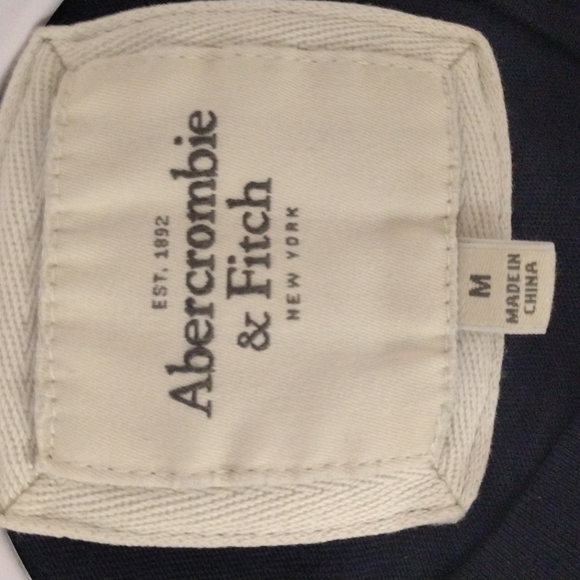 EST. 1892
Abercrombie
& Fitch
NEW YORK
M
MADE IN
CHINA